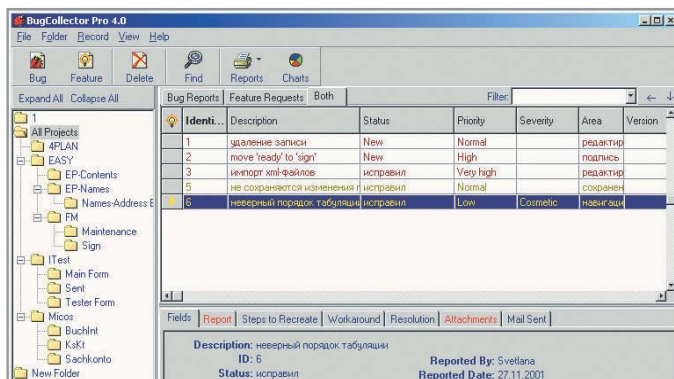 BugCollector Pro 4.0
File Folder Record View Help
Bug Feature Delete Find Reports Charts
Expand All Collapse All
Bug Reports Feature Requests Both Filter:
1
All Projects
4PLAN
EASY
EP-Contents
EP-Names
Names-Address E
FM
Maintenance
Sign
ITest
Main Form
Sent
Tester Form
Micos
BuchInt
KsKt
Sachkonto
New Folder
Identi... Description Status Priority Severity Area Version
1 удаление записи New Normal редактир
2 move 'ready' to 'sign' New High подпись
3 импорт xml-файлов исправил Very high редактир
5 не сохраняются изменения г исправил Normal сохранен
6 неверный порядок табуляции исправил Low Cosmetic навигаци
Fields Report Steps to Recreate Workaround Resolution Attachments Mail Sent
Description: неверный порядок табуляции
ID: 6 Reported By: Svetlana
Status: исправил Reported Date: 27.11.2001